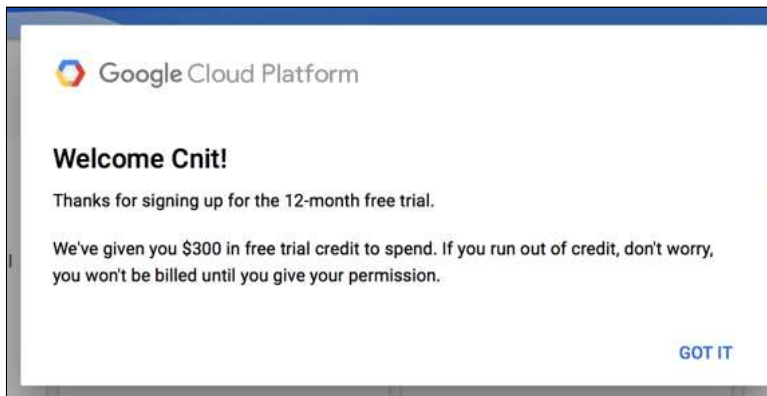 Google Cloud Platform
Welcome Cnit!
Thanks for signing up for the 12-month free trial.
We've given you $300 in free trial credit to spend. If you run out of credit, don't worry,
you won't be billed until you give your permission.
GOT IT